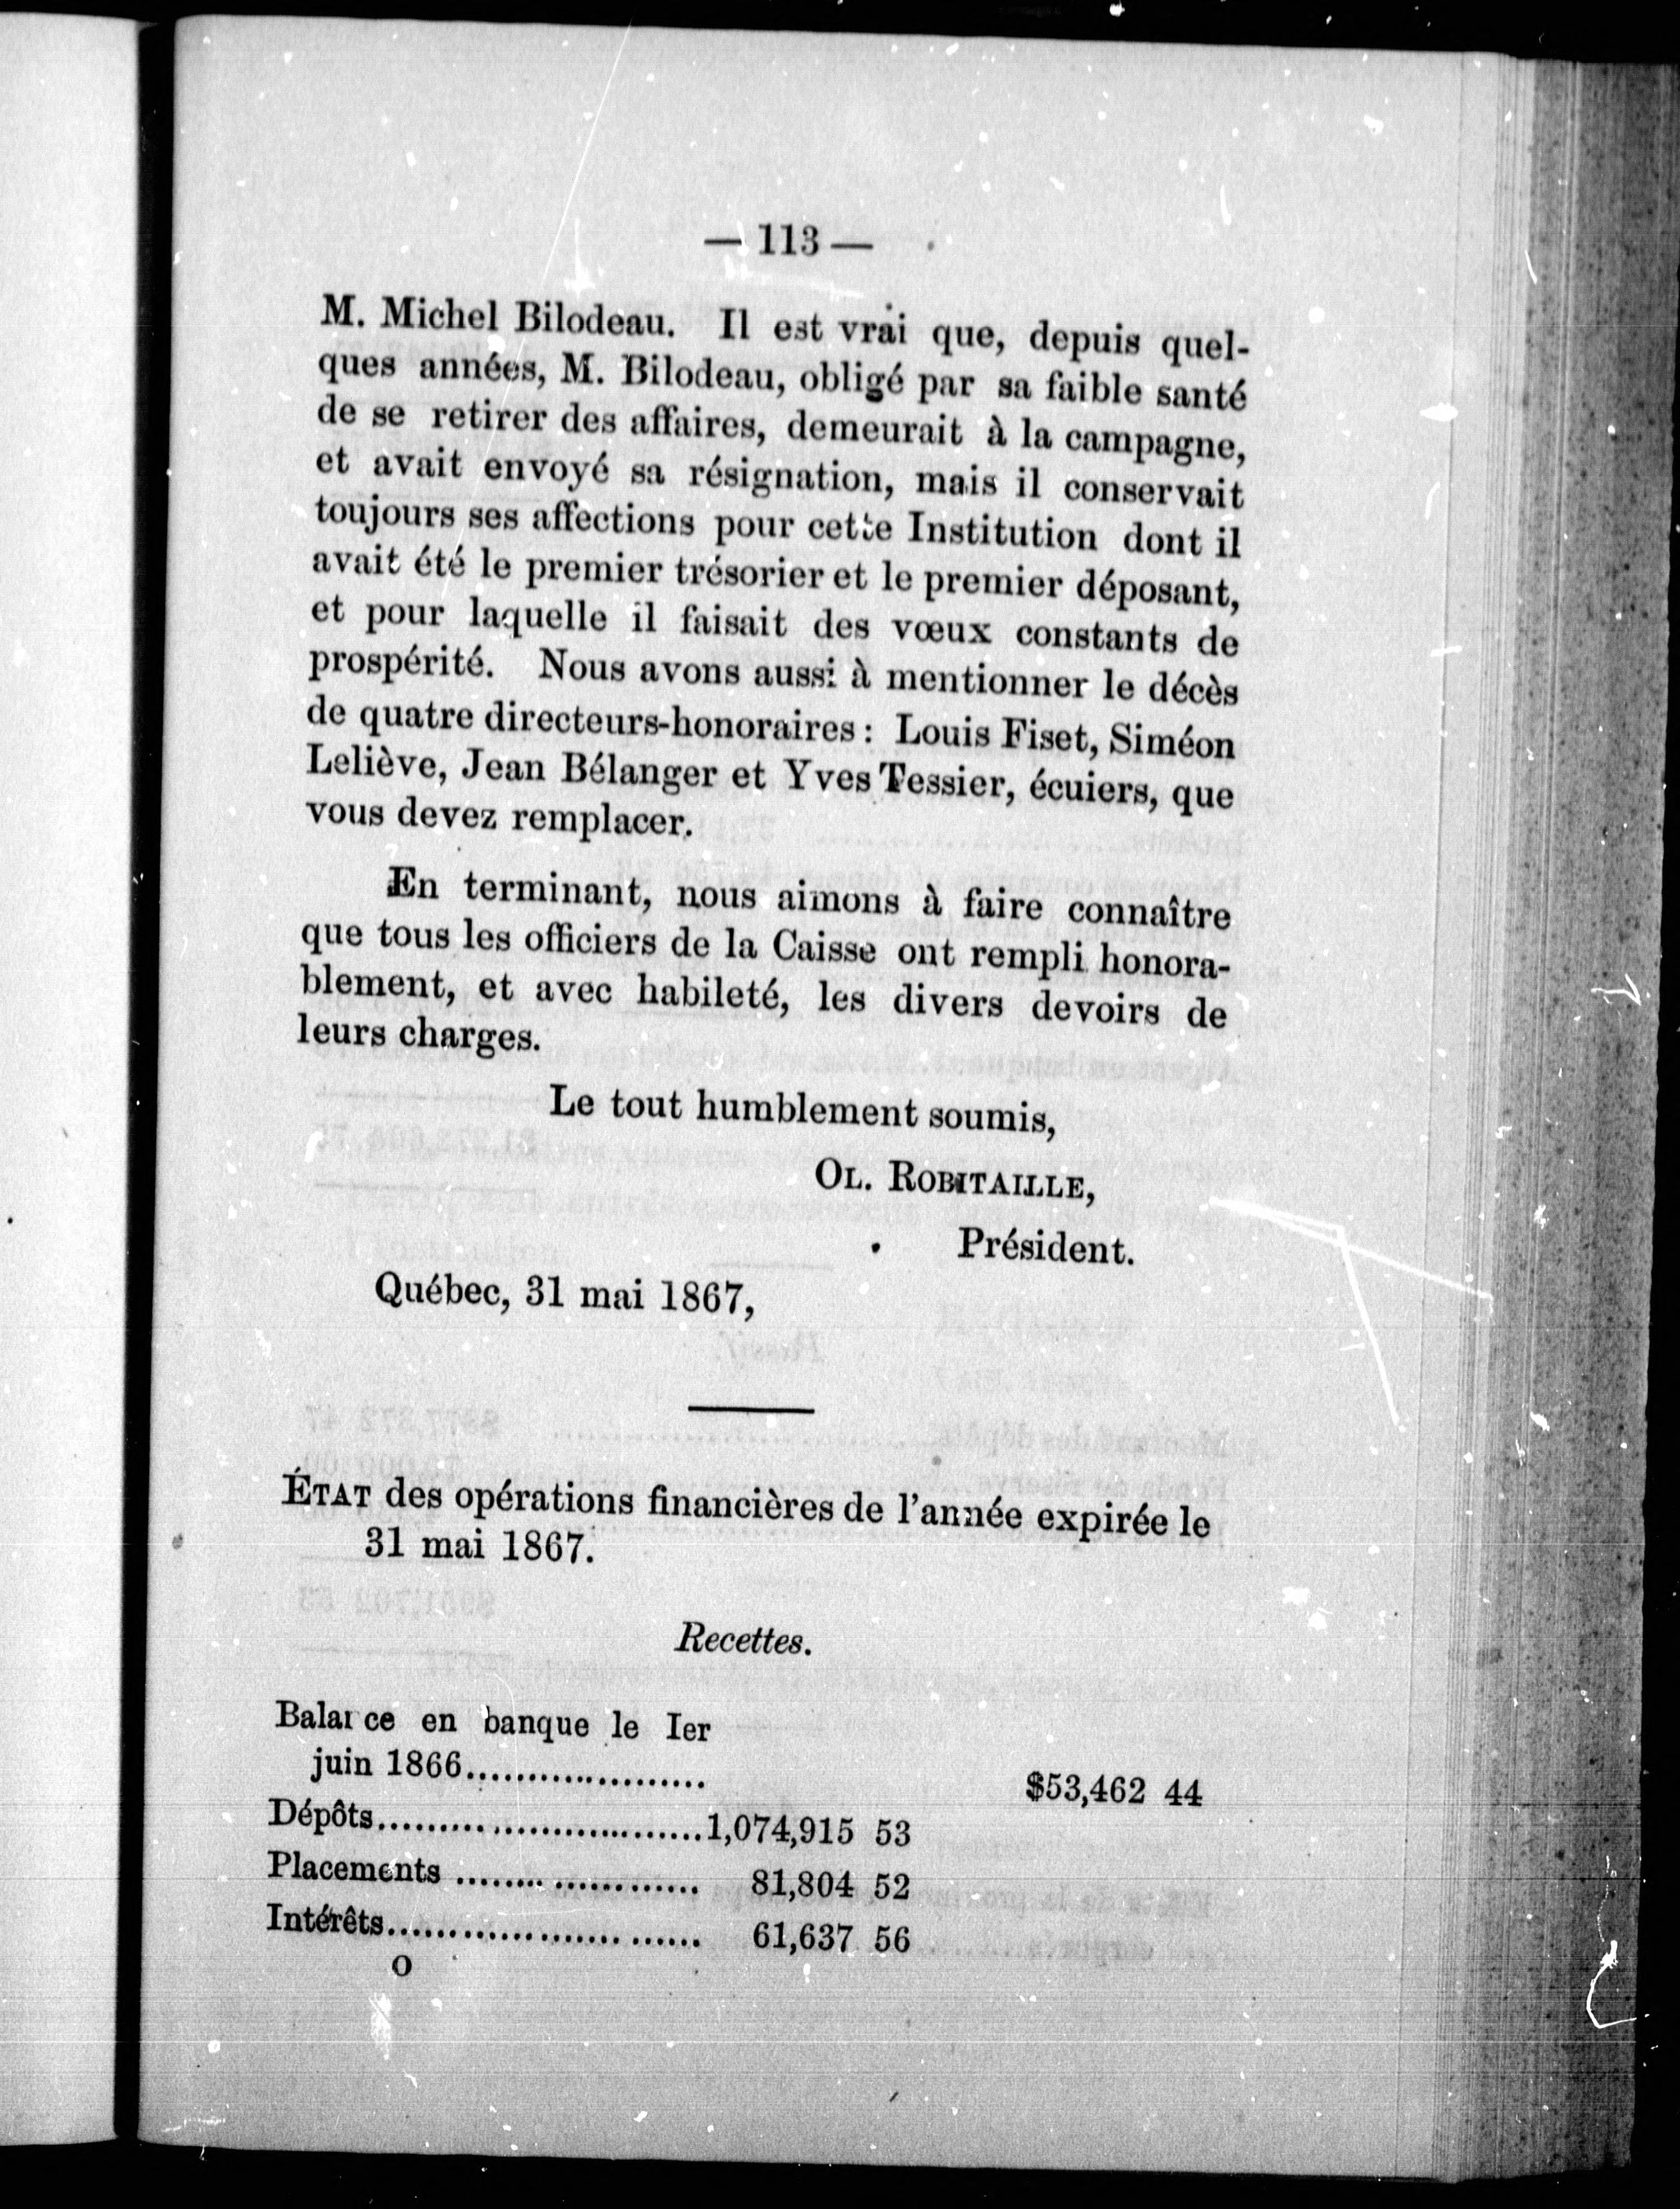 — 113 —
M. Michel Bilodeau. Il est vrai que, depuis quel-
ques années, M. Bilodeau, obligé par sa faible santé
de se retirer des affaires, demeurait à la campagne,
et avait envoyé sa résignation, mais il conservait
toujours ses affections pour cette Institution dont il
avait été le premier trésorier et le premier déposant,
et pour laquelle il faisait des vœux constants de
prospérité. Nous avons aussi à mentionner le décès
de quatre directeurs-honoraires : Louis Fiset, Siméon
Leliève, Jean Bélanger et Yves Tessier, écuiers, que
vous devez remplacer.
En terminant, nous aimons à faire connaître
que tous les officiers de la Caisse ont rempli honora-
blement, et avec habileté, les divers devoirs de
leurs charges.
Le tout humblement soumis,
OL. ROBITAILLE,
Président.
Québec, 31 mai 1867,
ÉTAT des opérations financières de l'année expirée le
31 mai 1867.
Recettes.
Balance en banque le Ier
juin 1866..................... $53,462 44
Dépôts..............................1,074,915 53
Placements ..................... 81,804 52
Intérêts........................... 61,637 56
O